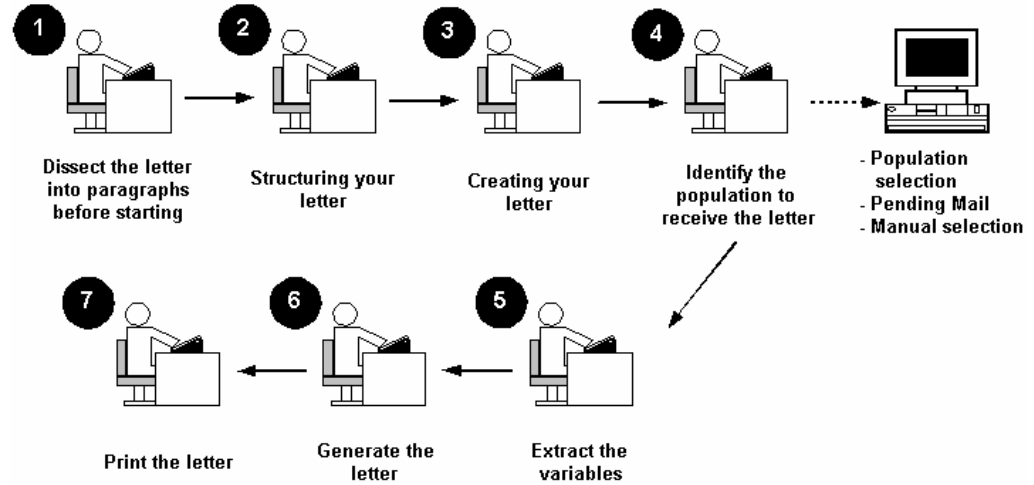 1
Dissect the letter
into paragraphs
before starting
2
Structuring your
letter
3
Creating your
letter
4
Identify the
population to
receive the letter
- Population
selection
- Pending Mail
- Manual selection
5
Extract the
variables
6
Generate the
letter
7
Print the letter